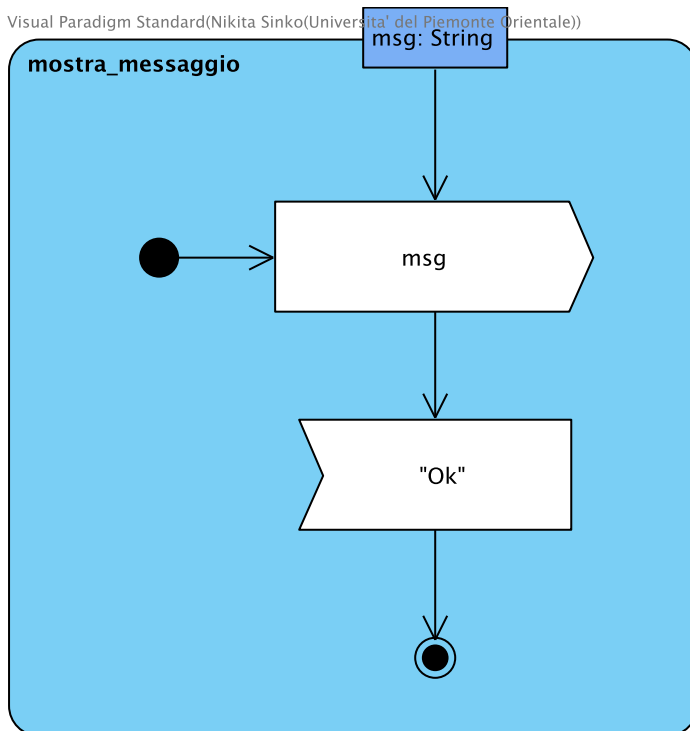 Visual Paradigm Standard(Nikita Sinko(Universita' del Piemonte Orientale))
msg: String
mostra_messaggio
msg
"Ok"